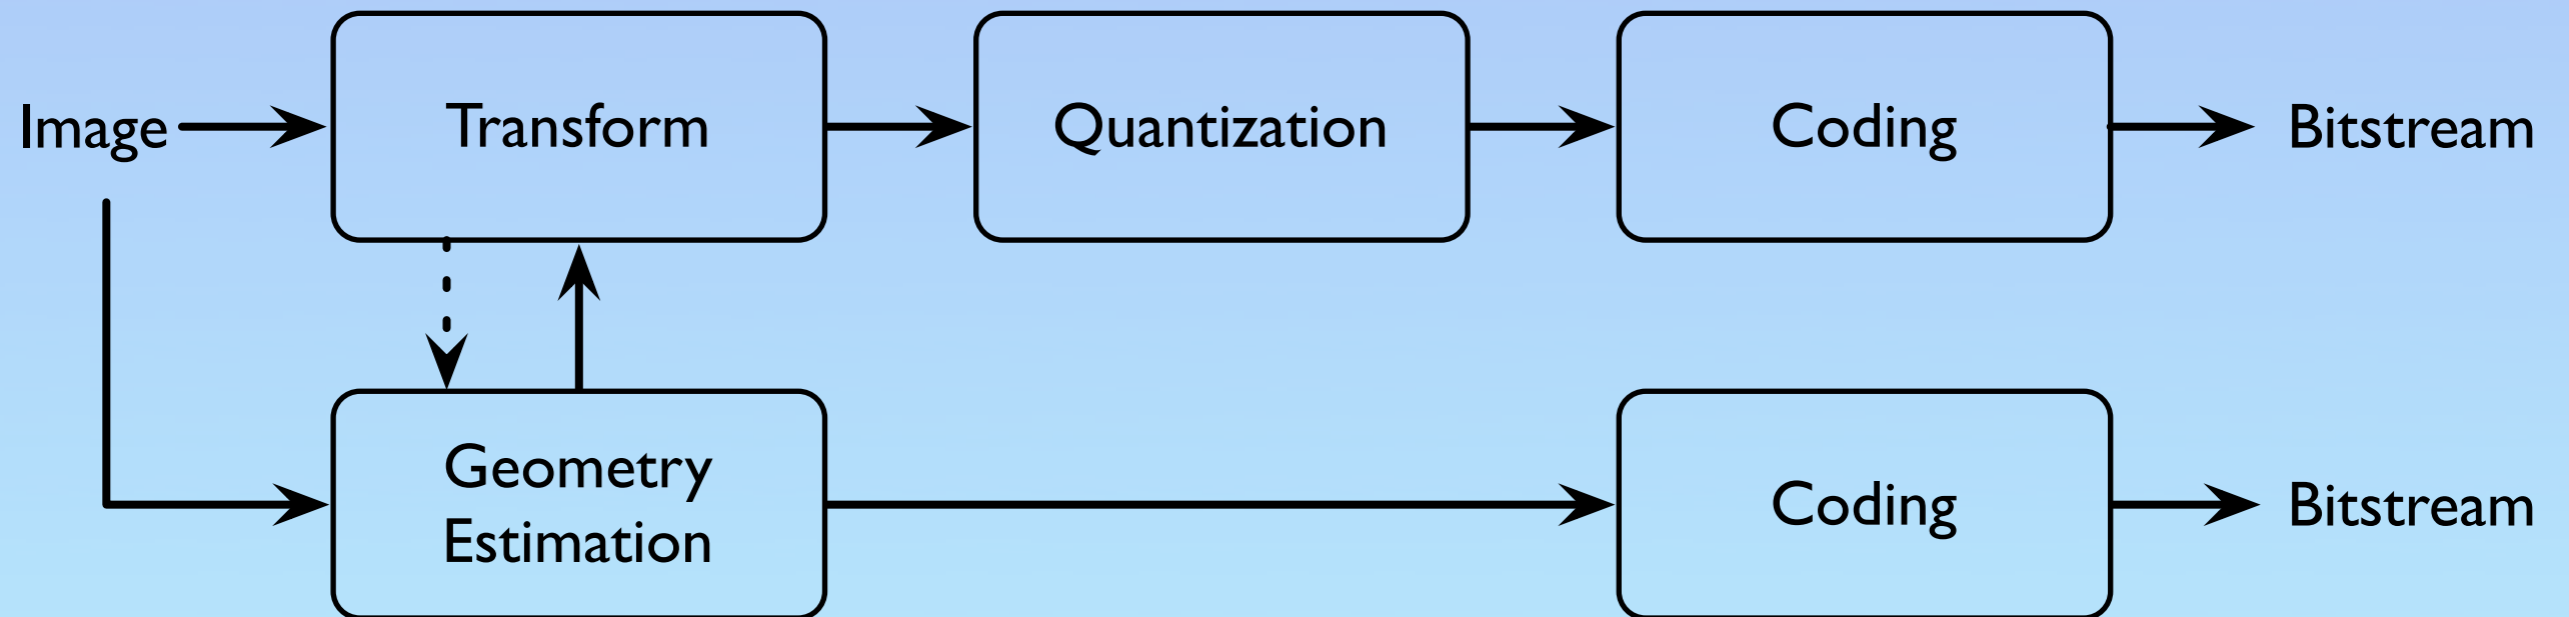 Image
Transform
Quantization
Coding
Bitstream
Geometry
Estimation
Coding
Bitstream